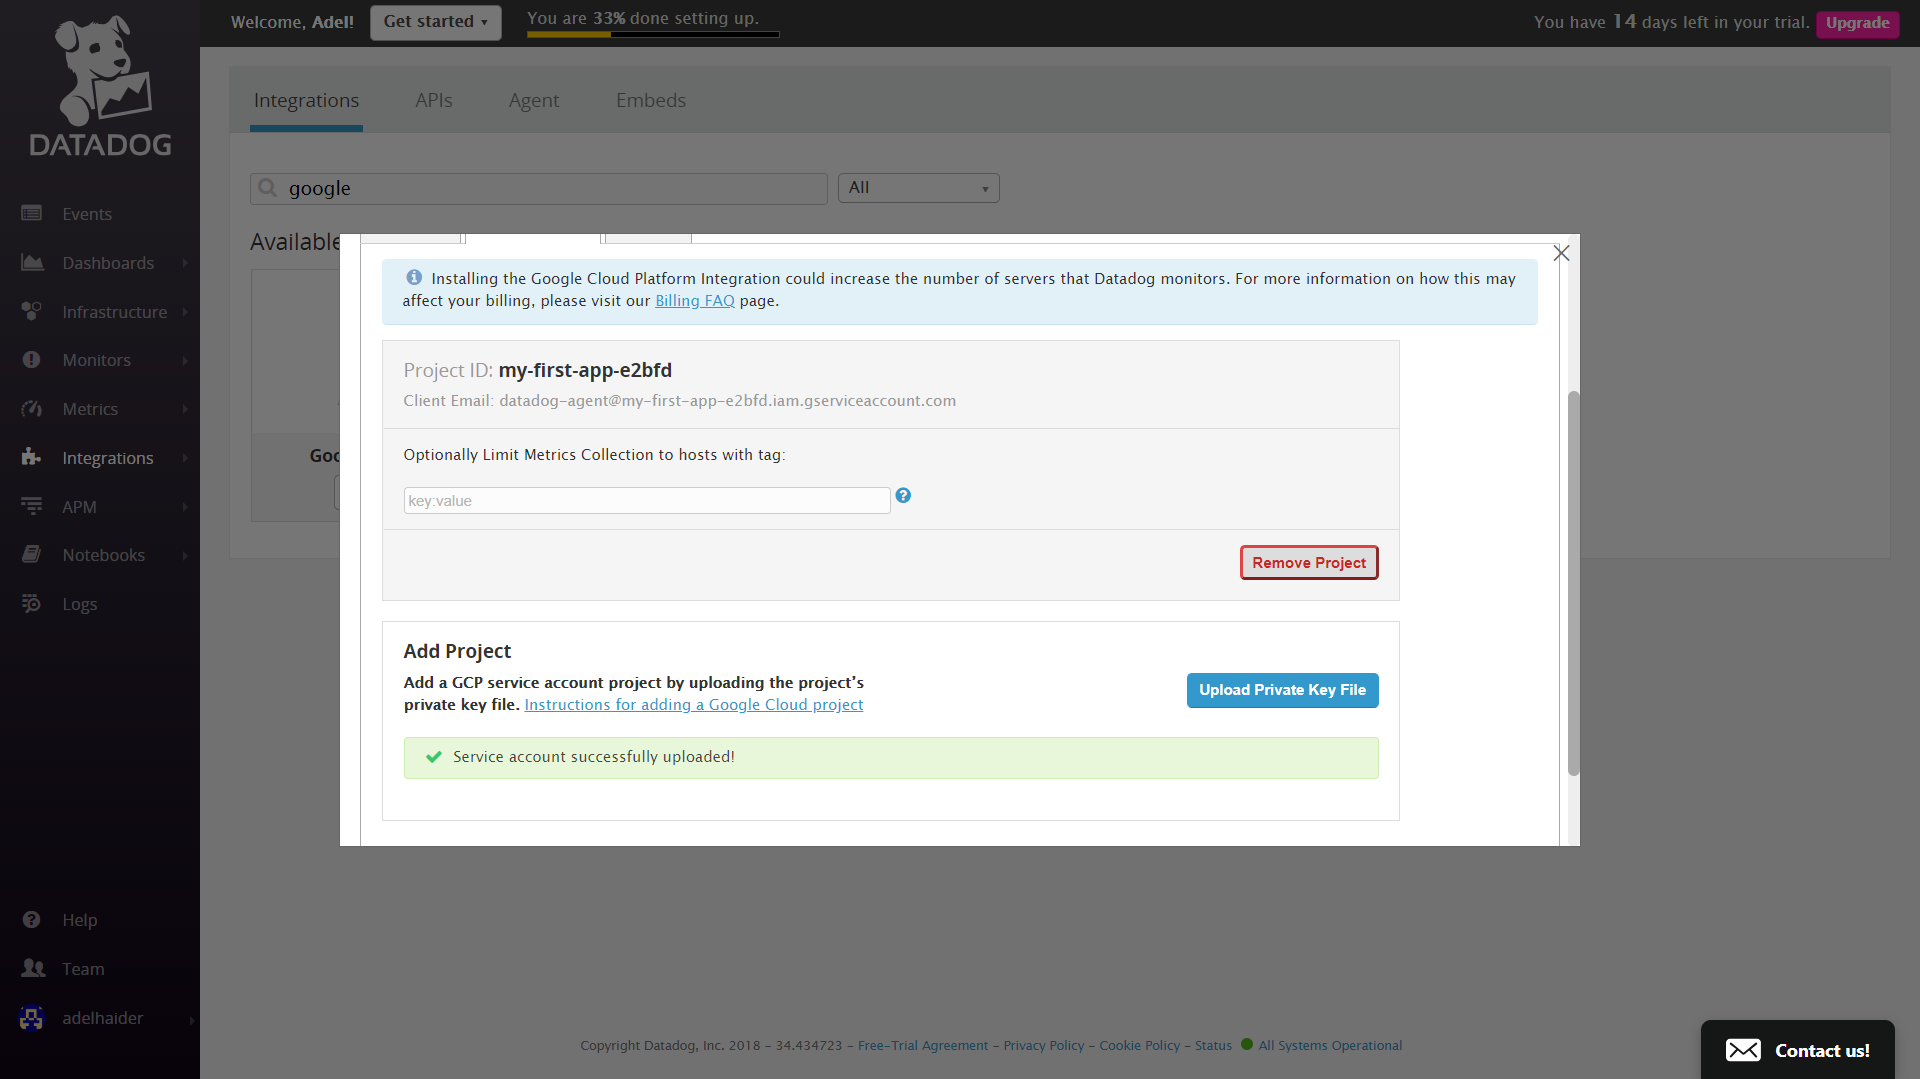 Welcome, Adel!
Get started
You are 33% done setting up.
You have 14 days left in your trial.
Upgrade
DATADOG
Events
Dashboards
Infrastructure
Monitors
Metrics
Integrations
APM
Notebooks
Logs
Help
Team
adelhaider
Integrations
APIs
Agent
Embeds
google
All
Available
Goo
Installing the Google Cloud Platform Integration could increase the number of servers that Datadog monitors. For more information on how this may
affect your billing, please visit our Billing FAQ page.
Project ID: my-first-app-e2bfd
Client Email: datadog-agent@my-first-app-e2bfd.iam.gserviceaccount.com
Optionally Limit Metrics Collection to hosts with tag:
key:value
Remove Project
Add Project
Add a GCP service account project by uploading the project's
private key file. Instructions for adding a Google Cloud project
Upload Private Key File
Service account successfully uploaded!
Copyright Datadog, Inc. 2018 - 34.434723 - Free-Trial Agreement - Privacy Policy - Cookie Policy - Status All Systems Operational
Contact us!